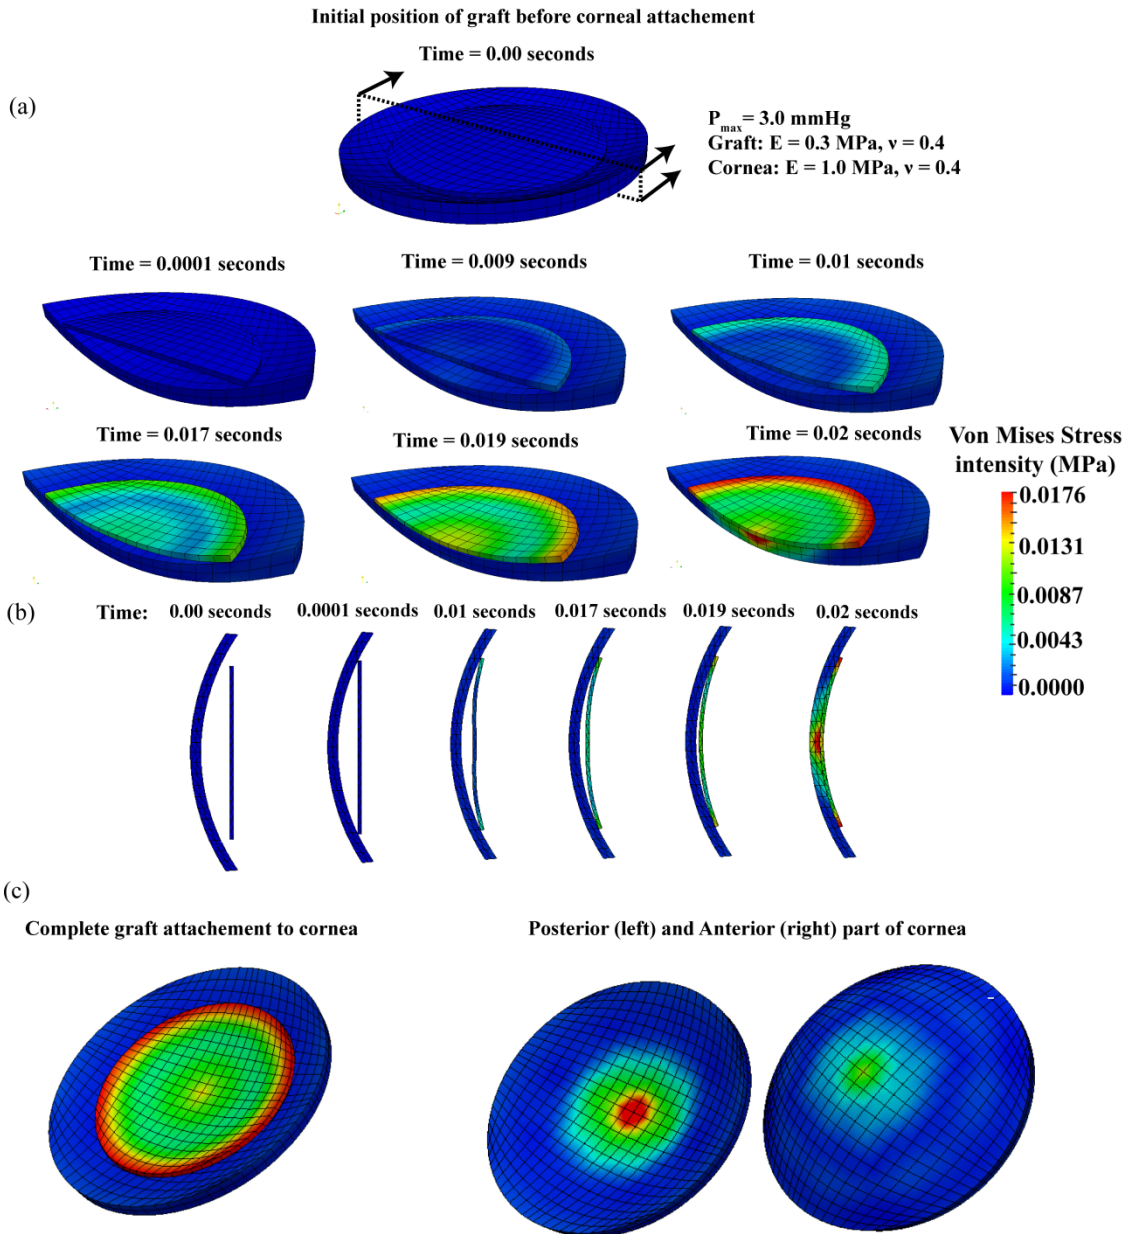 Initial position of graft before corneal attachement
Time = 0.00 seconds
(a)
P_max = 3.0 mmHg
Graft: E = 0.3 MPa, ν = 0.4
Cornea: E = 1.0 MPa, ν = 0.4
Time = 0.0001 seconds
Time = 0.009 seconds
Time = 0.01 seconds
Time = 0.017 seconds
Time = 0.019 seconds
Time = 0.02 seconds
Von Mises Stress
intensity (MPa)
0.0176
0.0131
0.0087
0.0043
0.0000
(b)
Time: 0.00 seconds 0.0001 seconds 0.01 seconds 0.017 seconds 0.019 seconds 0.02 seconds
(c)
Complete graft attachement to cornea
Posterior (left) and Anterior (right) part of cornea